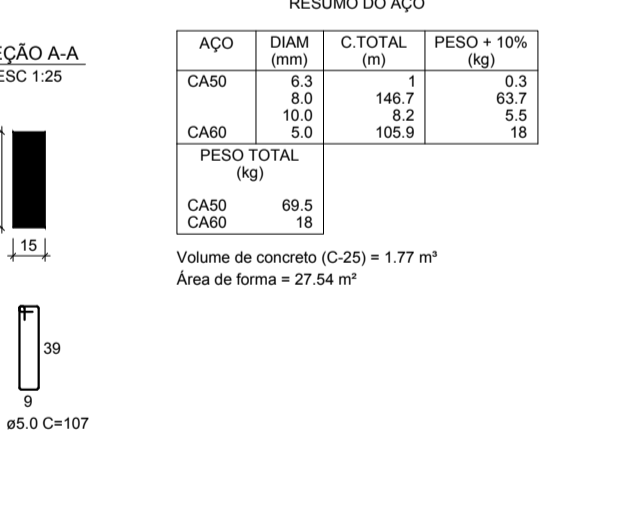 RESUMO DO AÇO
AÇO DIAM C.TOTAL PESO + 10%
(mm) (m) (kg)
CA50 6.3 1 0.3
8.0 146.7 63.7
10.0 8.2 5.5
CA60 5.0 105.9 18
PESO TOTAL
(kg)
CA50 69.5
CA60 18
Volume de concreto (C-25) = 1.77 m³
Área de forma = 27.54 m²
EÇÃO A-A
ESC 1:25
15
39
9
ø5.0 C=107